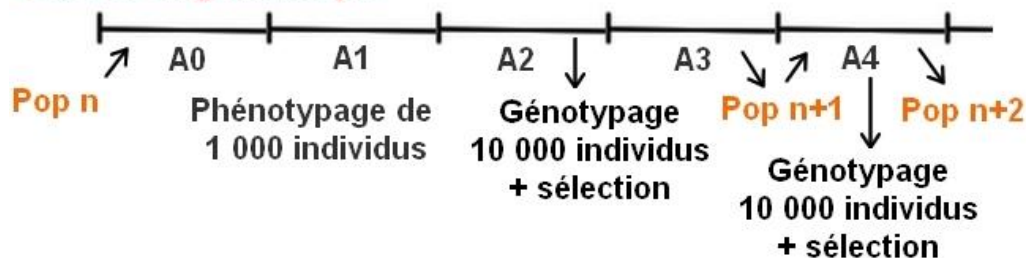 A0 A1 A2 A3 A4
Pop n
Phénotypage de
1 000 individus
Génotypage
10 000 individus
+ sélection
Pop n+1
Pop n+2
Génotypage
10 000 individus
+ sélection